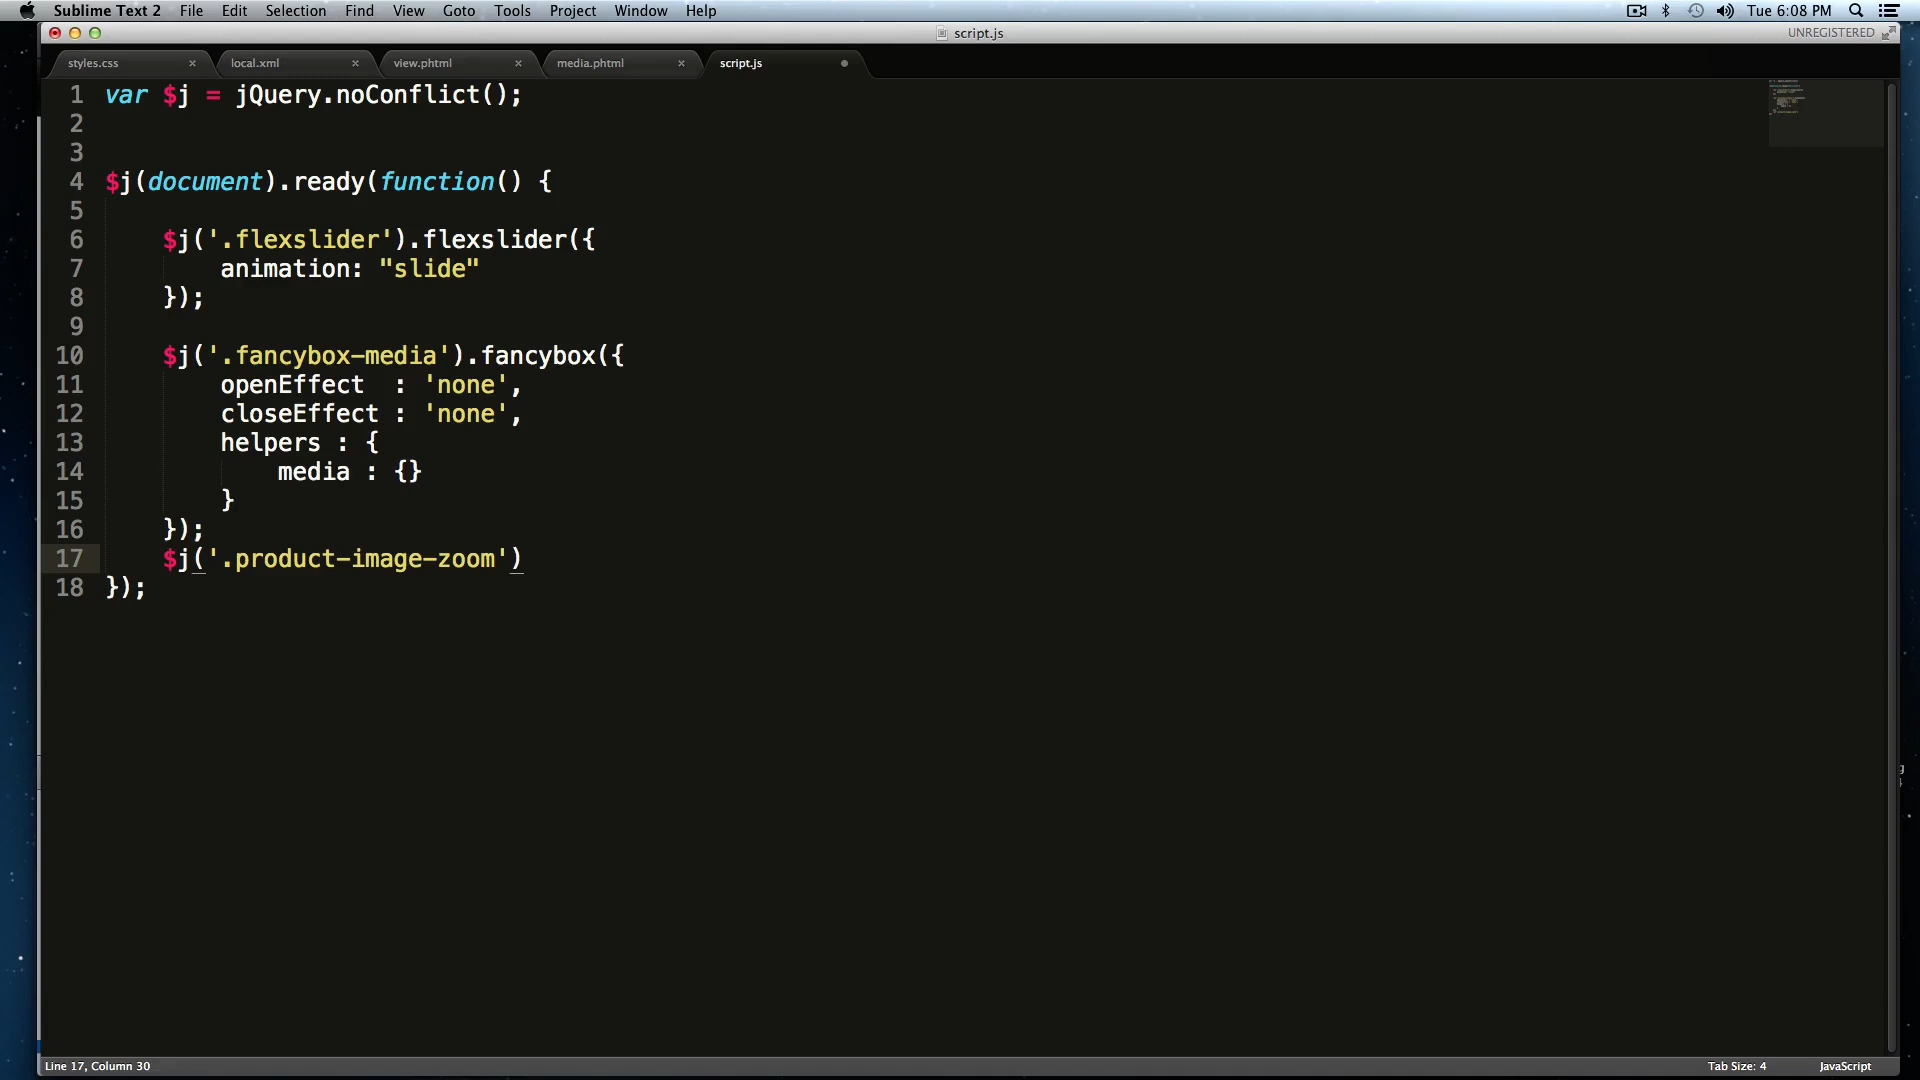 Sublime Text 2 File Edit Selection Find View Goto Tools Project Window Help Tue 6:08 PM
script.js UNREGISTERED
styles.css × local.xml × view.phtml × media.phtml × script.js
1 var $j = jQuery.noConflict();
2
3
4 $j(document).ready(function() {
5
6 $j('.flexslider').flexslider({
7 animation: "slide"
8 });
9
10 $j('.fancybox-media').fancybox({
11 openEffect  : 'none',
12 closeEffect : 'none',
13 helpers : {
14 media : {}
15 }
16 });
17 $j('.product-image-zoom')
18 });
Line 17, Column 30 Tab Size: 4 JavaScript